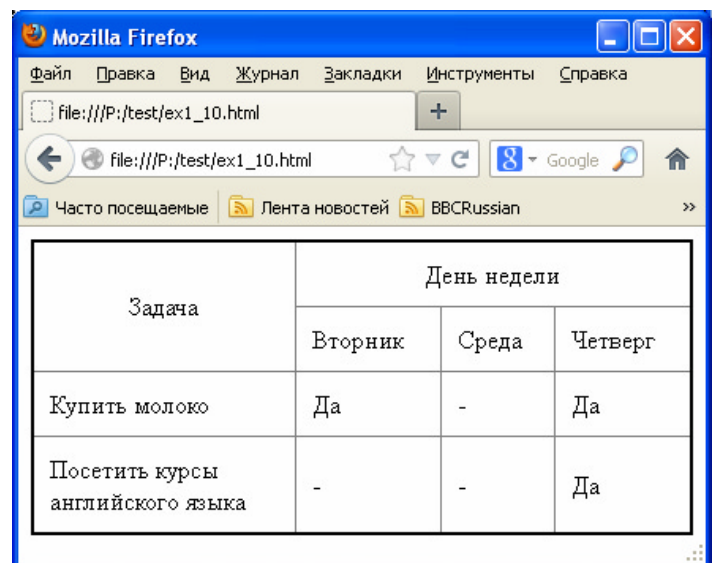 Mozilla Firefox
Файл Правка Вид Журнал Закладки Инструменты Справка
file:///P:/test/ex1_10.html +
file:///P:/test/ex1_10.html 8 Google
Часто посещаемые Лента новостей BBCRussian »
День недели
Задача
Вторник Среда Четверг
Купить молоко Да - Да
Посетить курсы
английского языка - - Да